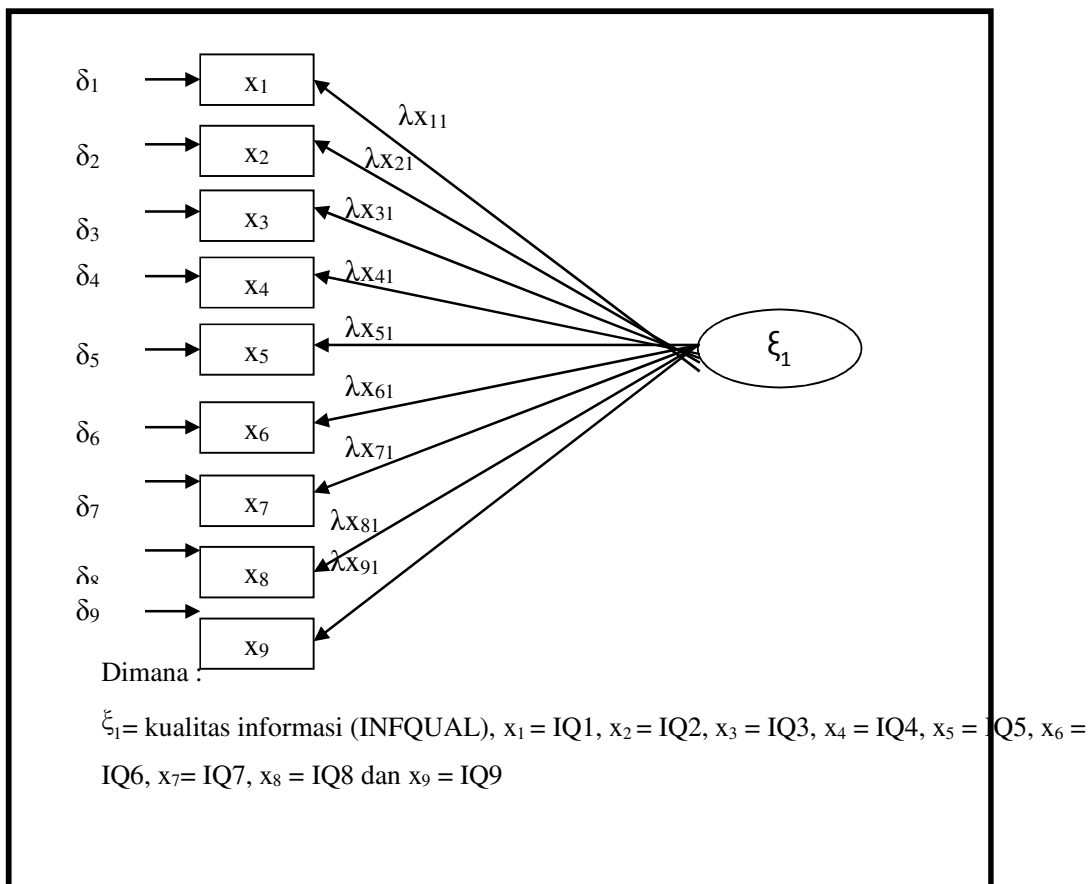 δ₁ x₁
λx₁₁
δ₂ x₂ λx₂₁
δ₃ x₃ λx₃₁
δ₄ x₄ λx₄₁
δ₅ x₅ λx₅₁ ξ₁
δ₆ x₆ λx₆₁
δ₇ x₇ λx₇₁
δ₈ x₈ λx₈₁
δ₉ λx₉₁
x₉
Dimana :
ξ₁= kualitas informasi (INFQUAL), x₁ = IQ1, x₂ = IQ2, x₃ = IQ3, x₄ = IQ4, x₅ = IQ5, x₆ =
IQ6, x₇= IQ7, x₈ = IQ8 dan x₉ = IQ9